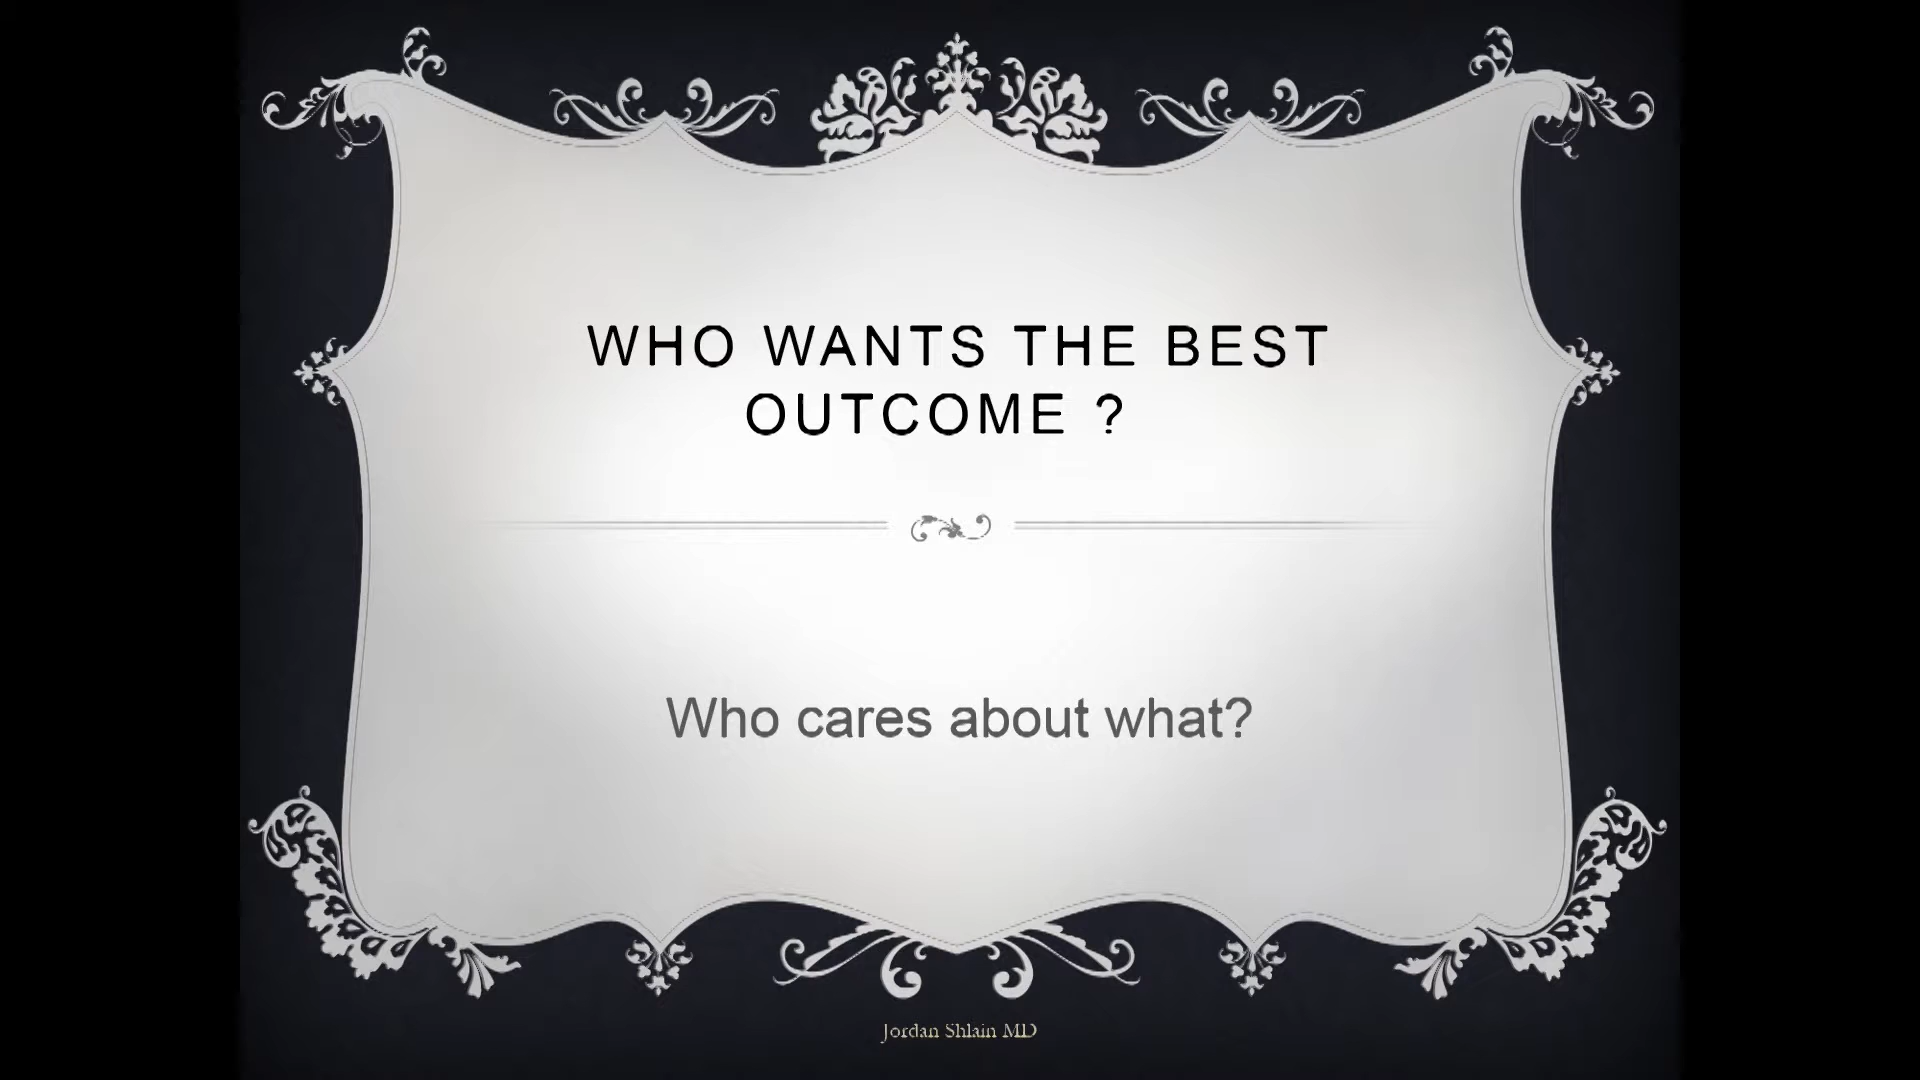 WHO WANTS THE BEST
OUTCOME ?
Who cares about what?
Jordan Shlain MD